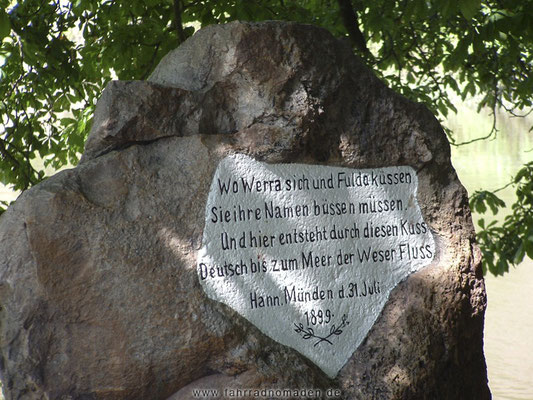 Wo Werra sich und Fulda küssen
Sie ihre Namen büssen müssen
Und hier entsteht durch diesen Kuss
Deutsch bis zum Meer der Weser Fluss
Hann. Münden d. 31. Juli
1899.
www.fahrradnomaden.de